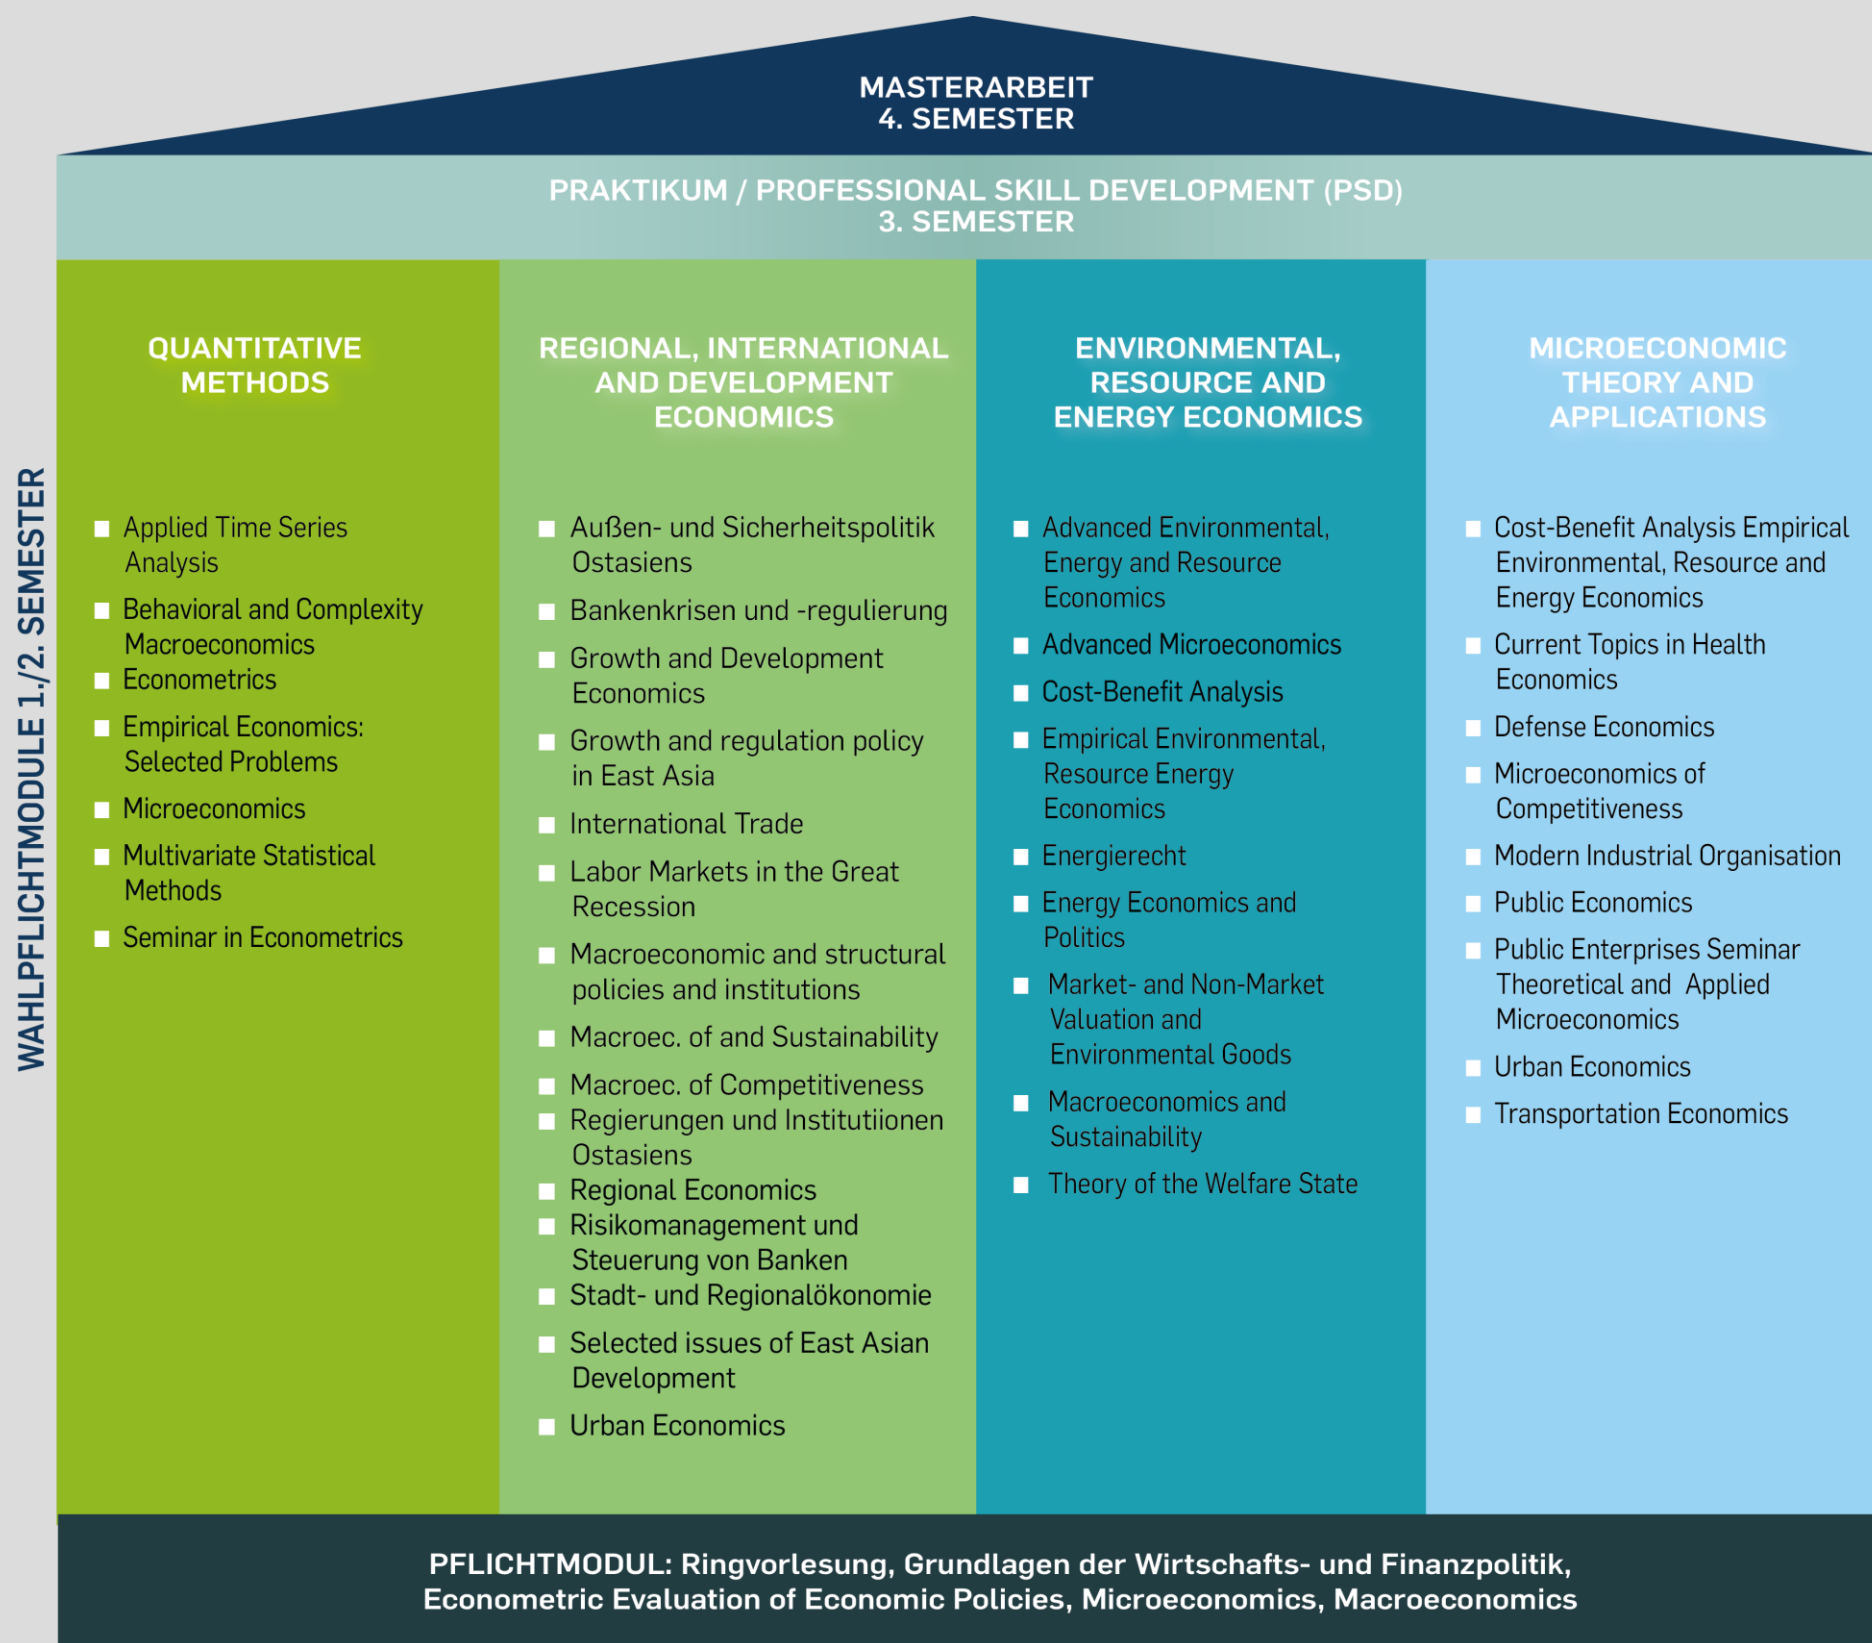 MASTERARBEIT
4. SEMESTER
PRAKTIKUM / PROFESSIONAL SKILL DEVELOPMENT (PSD)
3. SEMESTER
WAHLPFLICHTMODULE 1./2. SEMESTER
QUANTITATIVE
METHODS
Applied Time Series
Analysis
Behavioral and Complexity
Macroeconomics
Econometrics
Empirical Economics:
Selected Problems
Microeconomics
Multivariate Statistical
Methods
Seminar in Econometrics
REGIONAL, INTERNATIONAL
AND DEVELOPMENT
ECONOMICS
Außen- und Sicherheitspolitik
Ostasiens
Bankenkrisen und -regulierung
Growth and Development
Economics
Growth and regulation policy
in East Asia
International Trade
Labor Markets in the Great
Recession
Macroeconomic and structural
policies and institutions
Macroec. of and Sustainability
Macroec. of Competitiveness
Regierungen und Institutiionen
Ostasiens
Regional Economics
Risikomanagement und
Steuerung von Banken
Stadt- und Regionalökonomie
Selected issues of East Asian
Development
Urban Economics
ENVIRONMENTAL,
RESOURCE AND
ENERGY ECONOMICS
Advanced Environmental,
Energy and Resource
Economics
Advanced Microeconomics
Cost-Benefit Analysis
Empirical Environmental,
Resource Energy
Economics
Energierecht
Energy Economics and
Politics
Market- and Non-Market
Valuation and
Environmental Goods
Macroeconomics and
Sustainability
Theory of the Welfare State
MICROECONOMIC
THEORY AND
APPLICATIONS
Cost-Benefit Analysis Empirical
Environmental, Resource and
Energy Economics
Current Topics in Health
Economics
Defense Economics
Microeconomics of
Competitiveness
Modern Industrial Organisation
Public Economics
Public Enterprises Seminar
Theoretical and Applied
Microeconomics
Urban Economics
Transportation Economics
PFLICHTMODUL: Ringvorlesung, Grundlagen der Wirtschafts- und Finanzpolitik,
Econometric Evaluation of Economic Policies, Microeconomics, Macroeconomics